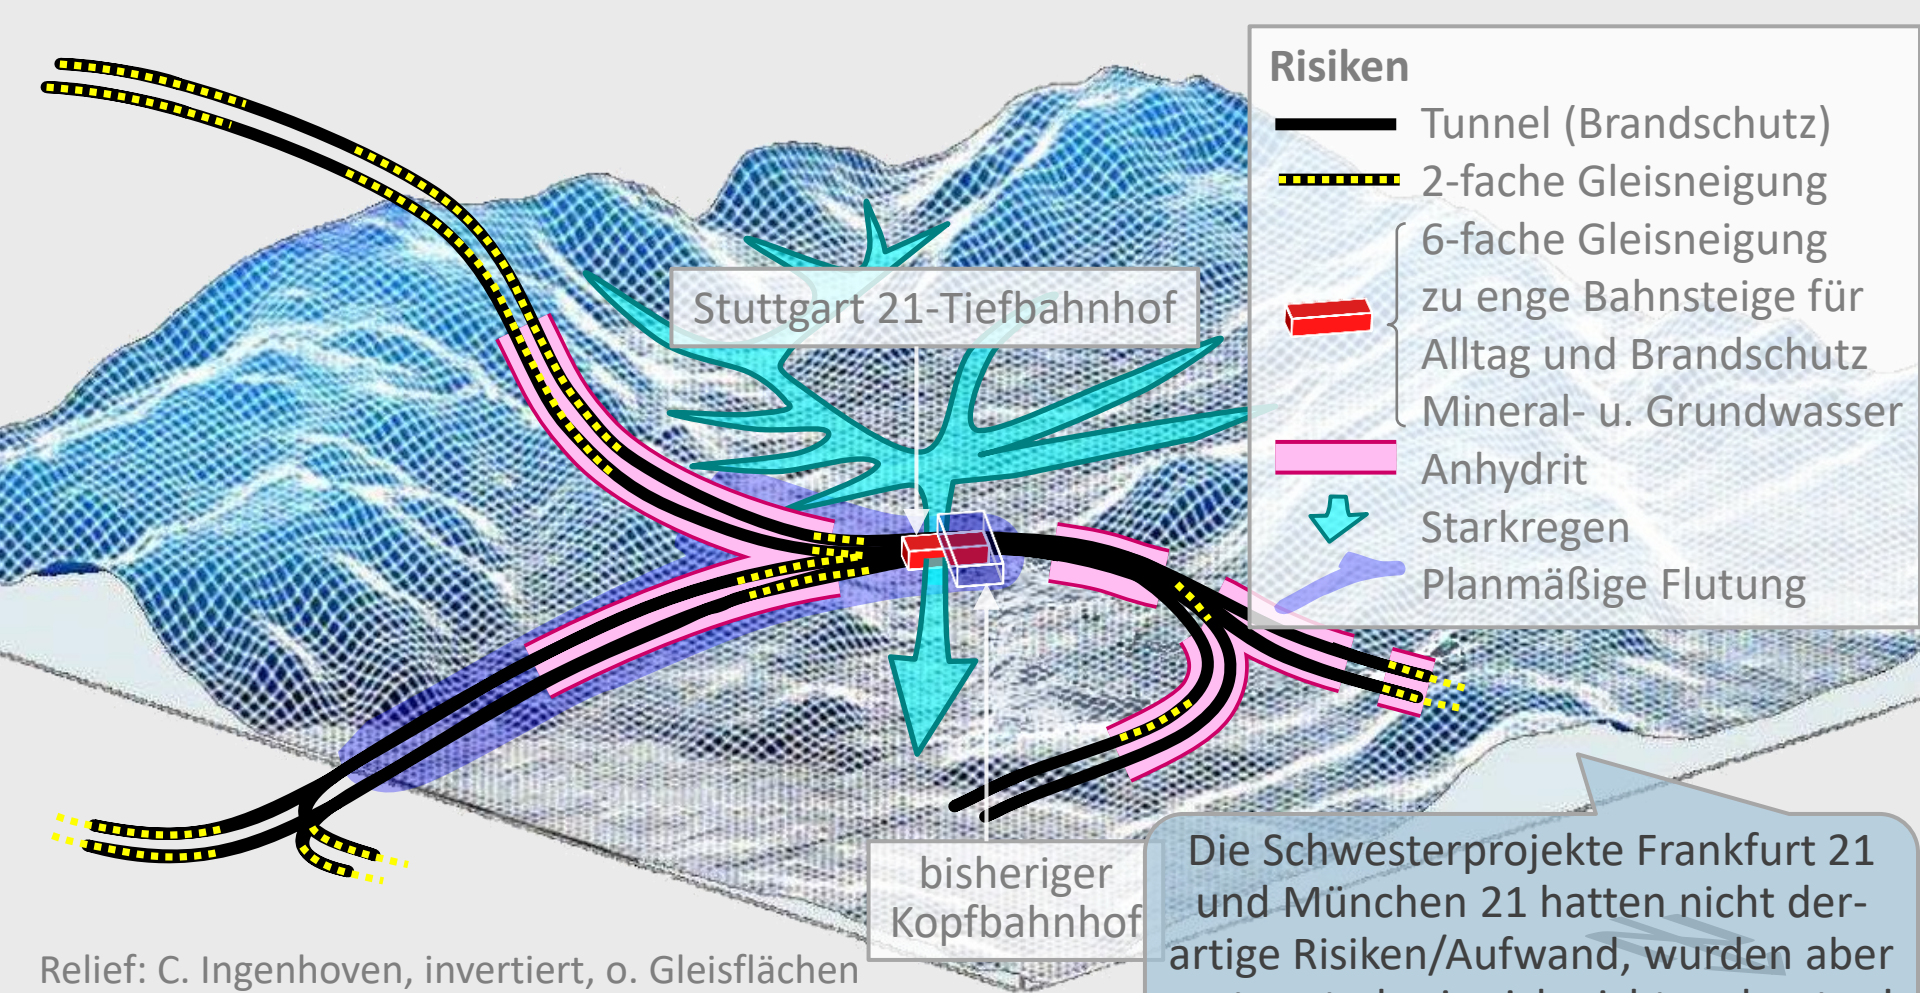 Risiken
Tunnel (Brandschutz)
2-fache Gleisneigung
6-fache Gleisneigung
zu enge Bahnsteige für
Alltag und Brandschutz
Mineral- u. Grundwasser
Anhydrit
Starkregen
Planmäßige Flutung
Stuttgart 21-Tiefbahnhof
bisheriger
Kopfbahnhof
Die Schwesterprojekte Frankfurt 21
und München 21 hatten nicht der-
artige Risiken/Aufwand, wurden aber
Relief: C. Ingenhoven, invertiert, o. Gleisflächen